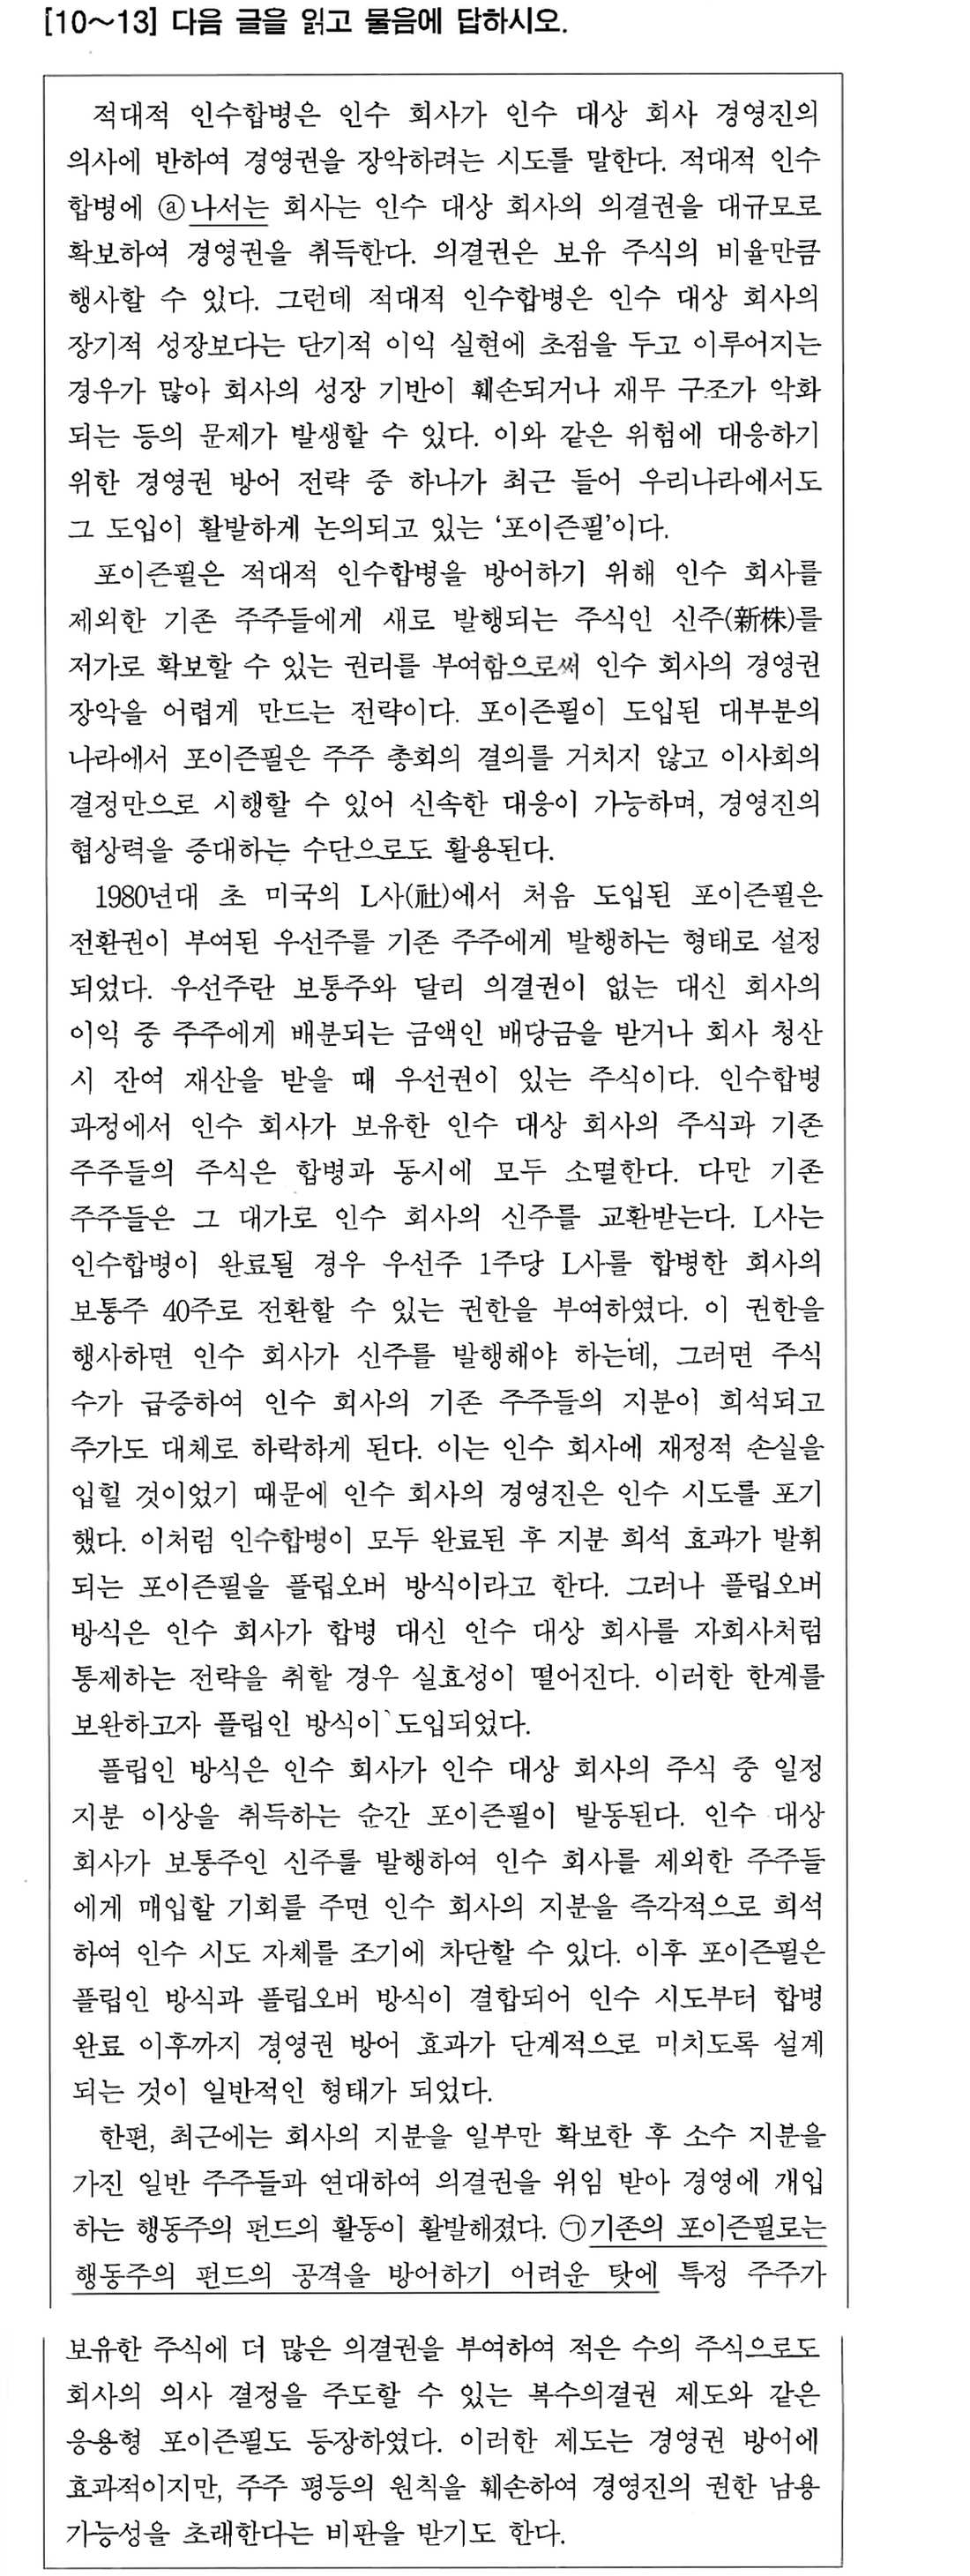 [10～13] 다음 글을 읽고 물음에 답하시오.
적대적 인수합병은 인수 회사가 인수 대상 회사 경영진의
의사에 반하여 경영권을 장악하려는 시도를 말한다. 적대적 인수
합병에 ⓐ나서는 회사는 인수 대상 회사의 의결권을 대규모로
확보하여 경영권을 취득한다. 의결권은 보유 주식의 비율만큼
행사할 수 있다. 그런데 적대적 인수합병은 인수 대상 회사의
장기적 성장보다는 단기적 이익 실현에 초점을 두고 이루어지는
경우가 많아 회사의 성장 기반이 훼손되거나 재무 구조가 악화
되는 등의 문제가 발생할 수 있다. 이와 같은 위험에 대응하기
위한 경영권 방어 전략 중 하나가 최근 들어 우리나라에서도
그 도입이 활발하게 논의되고 있는 ‘포이즌필’이다.
포이즌필은 적대적 인수합병을 방어하기 위해 인수 회사를
제외한 기존 주주들에게 새로 발행되는 주식인 신주(新株)를
저가로 확보할 수 있는 권리를 부여함으로써 인수 회사의 경영권
장악을 어렵게 만드는 전략이다. 포이즌필이 도입된 대부분의
나라에서 포이즌필은 주주 총회의 결의를 거치지 않고 이사회의
결정만으로 시행할 수 있어 신속한 대응이 가능하며, 경영진의
협상력을 증대하는 수단으로도 활용된다.
1980년대 초 미국의 L사(社)에서 처음 도입된 포이즌필은
전환권이 부여된 우선주를 기존 주주에게 발행하는 형태로 설정
되었다. 우선주란 보통주와 달리 의결권이 없는 대신 회사의
이익 중 주주에게 배분되는 금액인 배당금을 받거나 회사 청산
시 잔여 재산을 받을 때 우선권이 있는 주식이다. 인수합병
과정에서 인수 회사가 보유한 인수 대상 회사의 주식과 기존
주주들의 주식은 합병과 동시에 모두 소멸한다. 다만 기존
주주들은 그 대가로 인수 회사의 신주를 교환받는다. L사는
인수합병이 완료될 경우 우선주 1주당 L사를 합병한 회사의
보통주 40주로 전환할 수 있는 권한을 부여하였다. 이 권한을
행사하면 인수 회사가 신주를 발행해야 하는데, 그러면 주식
수가 급증하여 인수 회사의 기존 주주들의 지분이 희석되고
주가도 대체로 하락하게 된다. 이는 인수 회사에 재정적 손실을
입힐 것이었기 때문에 인수 회사의 경영진은 인수 시도를 포기
했다. 이처럼 인수합병이 모두 완료된 후 지분 희석 효과가 발휘
되는 포이즌필을 플립오버 방식이라고 한다. 그러나 플립오버
방식은 인수 회사가 합병 대신 인수 대상 회사를 자회사처럼
통제하는 전략을 취할 경우 실효성이 떨어진다. 이러한 한계를
보완하고자 플립인 방식이 도입되었다.
플립인 방식은 인수 회사가 인수 대상 회사의 주식 중 일정
지분 이상을 취득하는 순간 포이즌필이 발동된다. 인수 대상
회사가 보통주인 신주를 발행하여 인수 회사를 제외한 주주들
에게 매입할 기회를 주면 인수 회사의 지분을 즉각적으로 희석
하여 인수 시도 자체를 조기에 차단할 수 있다. 이후 포이즌필은
플립인 방식과 플립오버 방식이 결합되어 인수 시도부터 합병
완료 이후까지 경영권 방어 효과가 단계적으로 미치도록 설계
되는 것이 일반적인 형태가 되었다.
한편, 최근에는 회사의 지분을 일부만 확보한 후 소수 지분을
가진 일반 주주들과 연대하여 의결권을 위임 받아 경영에 개입
하는 행동주의 펀드의 활동이 활발해졌다. ㉠기존의 포이즌필로는
행동주의 펀드의 공격을 방어하기 어려운 탓에 특정 주주가
보유한 주식에 더 많은 의결권을 부여하여 적은 수의 주식으로도
회사의 의사 결정을 주도할 수 있는 복수의결권 제도와 같은
응용형 포이즌필도 등장하였다. 이러한 제도는 경영권 방어에
효과적이지만, 주주 평등의 원칙을 훼손하여 경영진의 권한 남용
가능성을 초래한다는 비판을 받기도 한다.